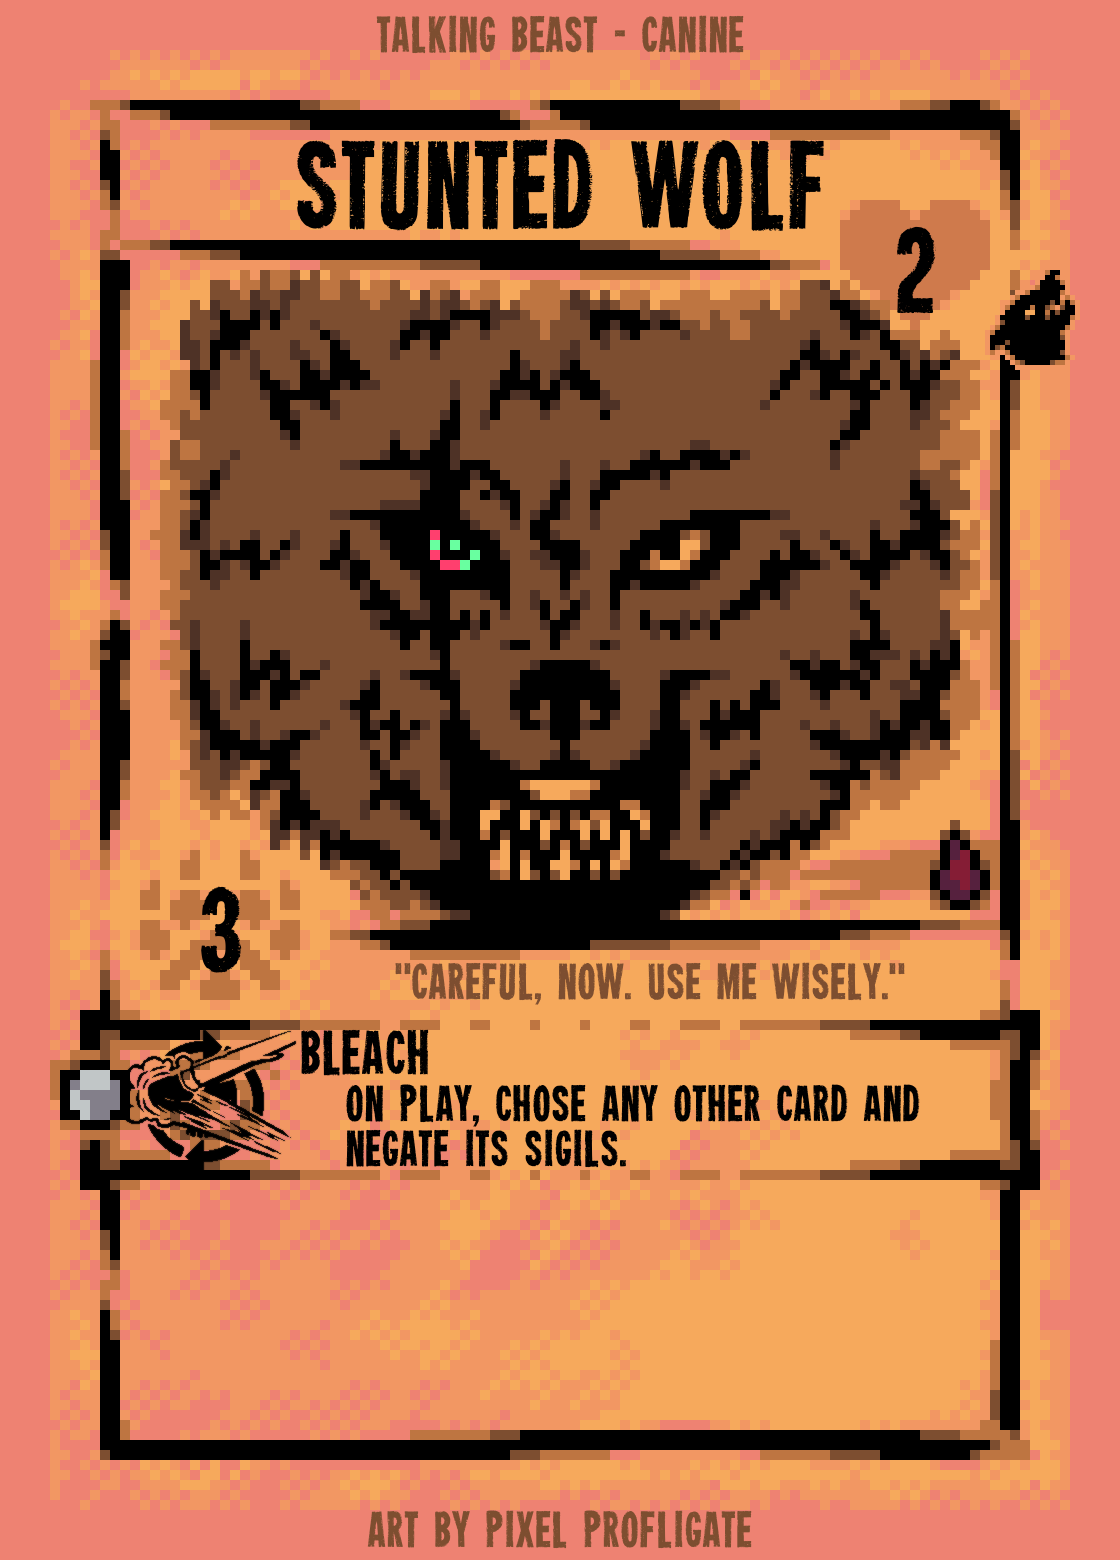 TALKING BEAST - CANINE
STUNTED WOLF
2
3
"CAREFUL, NOW. USE ME WISELY."
BLEACH
ON PLAY, CHOSE ANY OTHER CARD AND
NEGATE ITS SIGILS.
ART BY PIXEL PROFLIGATE